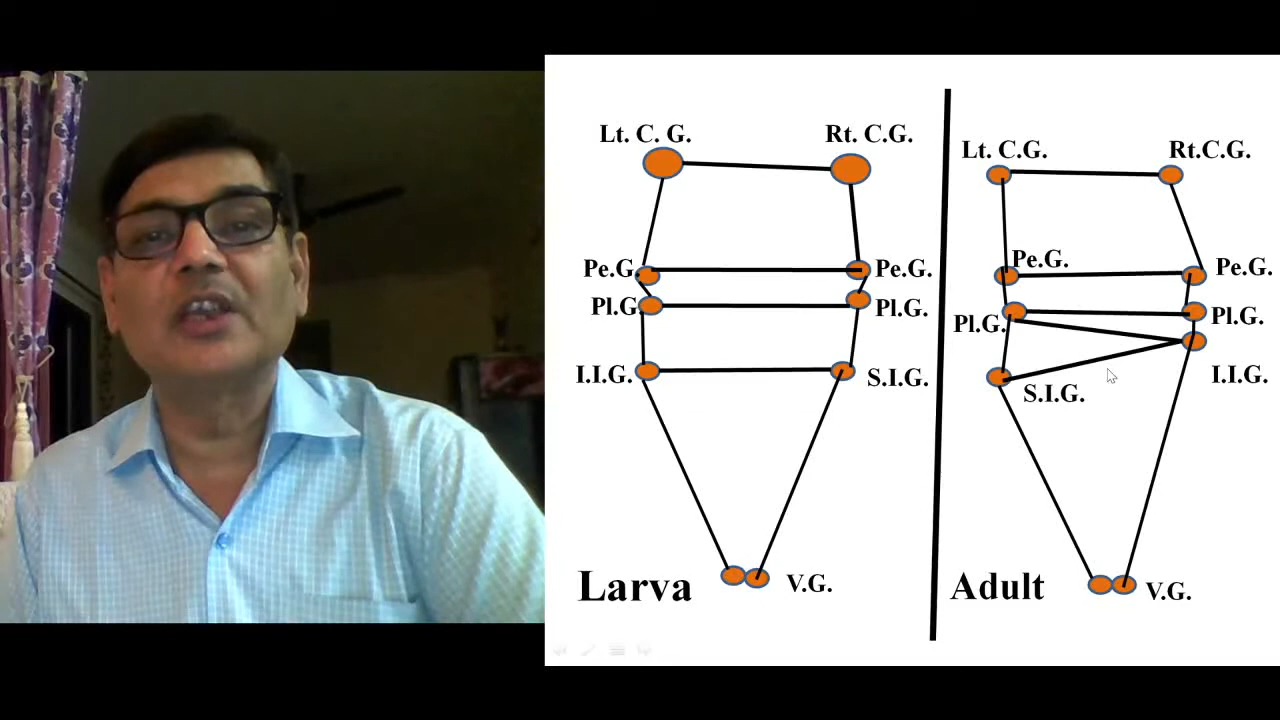 Lt. C. G.
Rt. C.G.
Pe.G.
Pe.G.
Pl.G
Pl.G.
I.I.G.
S.I.G.
V.G.
Larva
Lt. C.G.
Rt.C.G.
Pe.G.
Pe.G.
Pl.G.
Pl.G.
S.I.G.
I.I.G.
V.G.
Adult